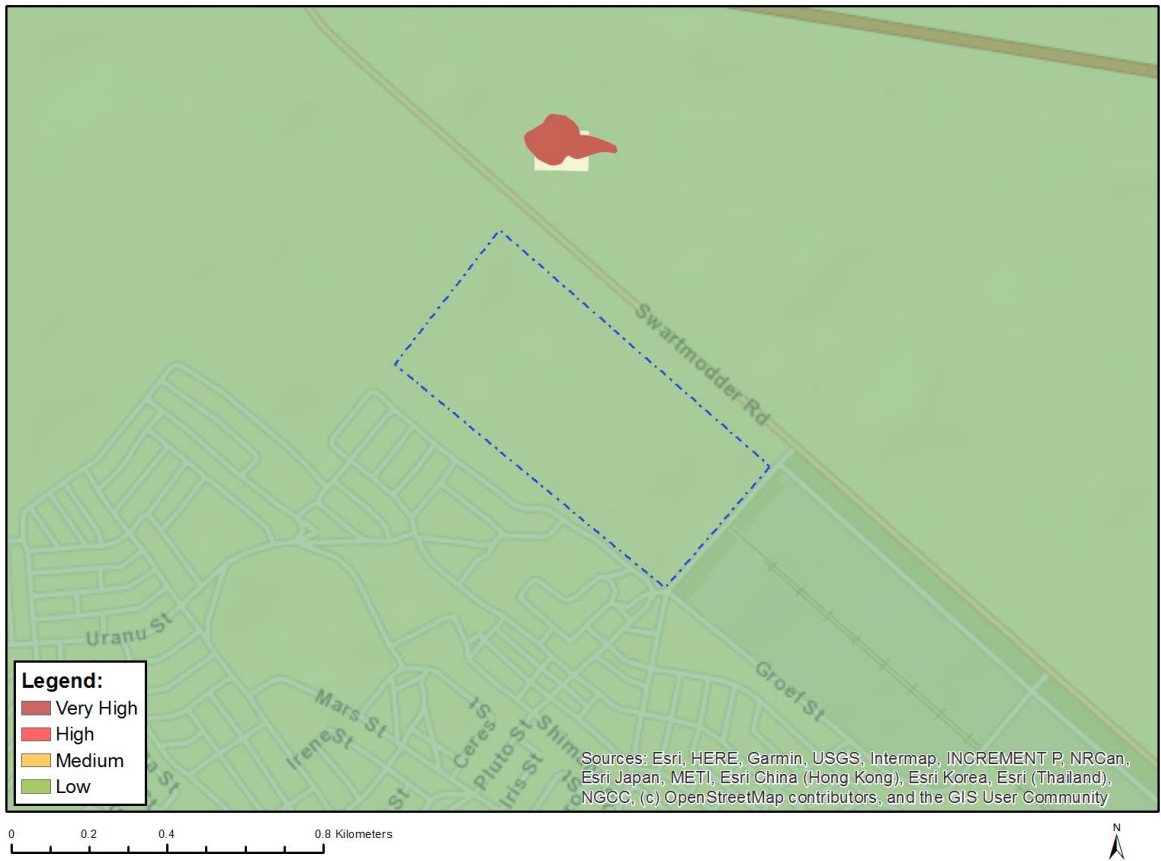 Swartmodder Rd
Uranu St
Groef St
Mars St
Irene St
St
Ceres
Pluto St
Shim
Iris St
a St
St
St
Legend:
Very High
High
Medium
Low
Sources: Esri, HERE, Garmin, USGS, Intermap, INCREMENT P, NRCan,
Esri Japan, METI, Esri China (Hong Kong), Esri Korea, Esri (Thailand),
NGCC, (c) OpenStreetMap contributors, and the GIS User Community
0 0.2 0.4 0.8 Kilometers
N